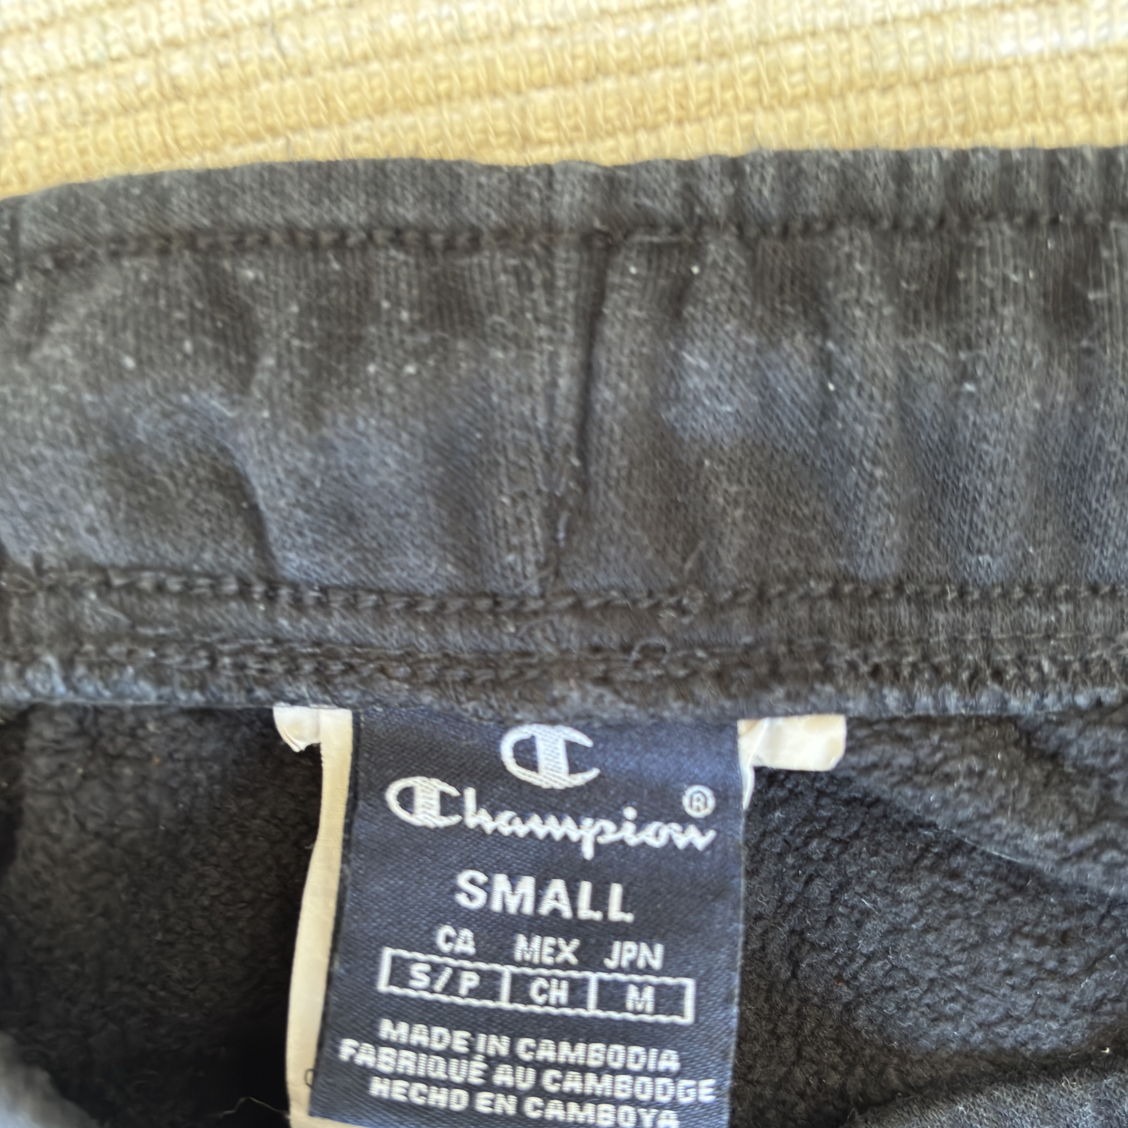 Champion®
SMALL
CA MEX JPN
S/P CH M
MADE IN CAMBODIA
FABRIQUÉ AU CAMBODGE
HECHO EN CAMBOYA